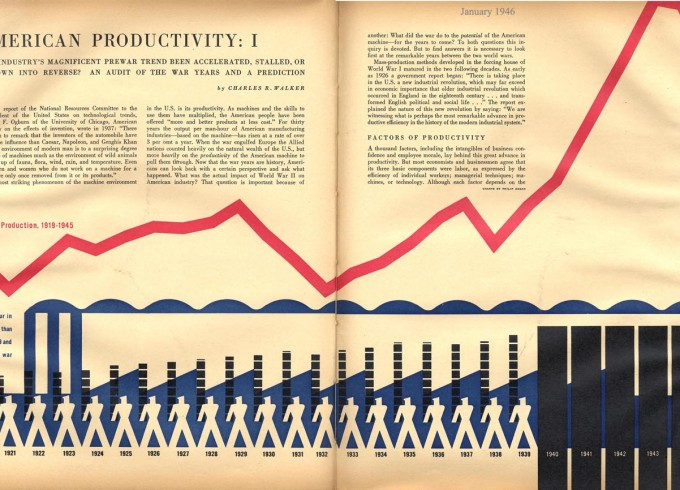 January 1946
MERICAN PRODUCTIVITY: I
INDUSTRY'S MAGNIFICENT PREWAR TREND BEEN ACCELERATED, STALLED, OR
WN INTO REVERSE? AN AUDIT OF THE WAR YEARS AND A PREDICTION
by CHARLES R. WALKER
report of the National Resources Committee to the
dent of the United States on technological trends,
F. Ogburn of the University of Chicago, American
on the effects of invention, wrote in 1937: "There
to remark that the inventors of the automobile have
influence than Caesar, Napoleon, and Genghis Khan
environment of modern man is to a surprising degree
of machines much as the environment of wild animals
up of fauna, flora, wind, rain, and temperature. Even
en and women who do not work on a machine for a
re only once removed from it or its products."
most striking phenomenon of the machine environment
in the U.S. is its productivity. As machines and the skills to
use them have multiplied, the American people have been
offered "more and better products at less cost." For thirty
years the output per man-hour of American manufacturing
industries—based on the machine—has risen at a rate of over
3 per cent a year. When the war engulfed Europe the Allied
nations counted heavily on the natural wealth of the U.S., but
more heavily on the productivity of the American machine to
pull them through. Now that the war years are history, Ameri-
cans can look back with a certain perspective and ask what
happened. What was the actual impact of World War II on
American industry? That question is important because of
another: What did the war do to the potential of the American
machine—for the years to come? To both questions this in-
quiry is devoted. But to find answers it is necessary to look
first at the remarkable years between the two world wars.
Mass-production methods developed in the forcing house of
World War I matured in the two following decades. As early
as 1926 a government report began: "There is taking place
in the U.S. a new industrial revolution, which may far exceed
in economic importance that older industrial revolution which
occurred in England in the eighteenth century . . . and trans-
formed English political and social life . . ." The report ex-
plained the nature of this new revolution by saying: "We are
witnessing what is perhaps the most remarkable advance in pro-
ductive efficiency in the history of the modern industrial system."
FACTORS OF PRODUCTIVITY
A thousand factors, including the intangibles of business con-
fidence and employee morale, lay behind this great advance in
productivity. But most economists and businessmen agree that
its three basic components were labor, as expressed by the
efficiency of individual workers; managerial techniques; ma-
chines, or technology. Although each factor depends on the
Production, 1919-1945
ar in
than
l and
war
1921 1922 1923 1924 1925 1926 1927 1928 1929 1930 1931 1932 1933 1934 1935 1936 1937 1938 1939 1940 1941 1942 1943